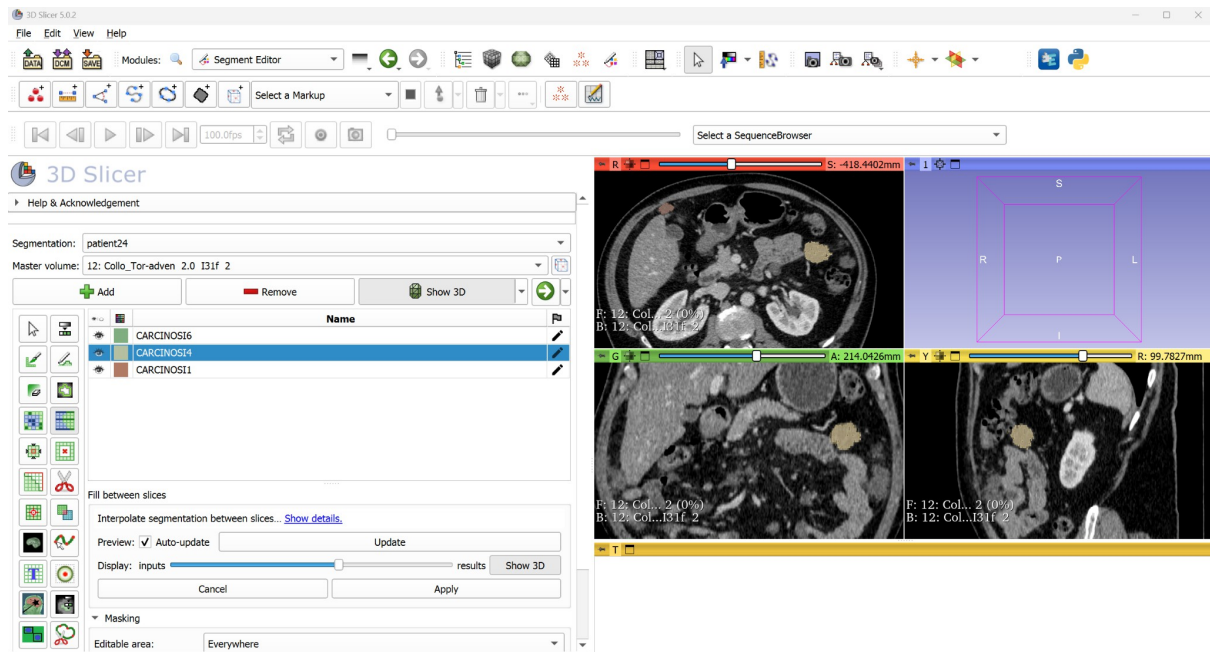 3D Slicer 5.0.2
File Edit View Help
DATA DCM SAVE Modules: Segment Editor
Select a Markup
100.0fps Select a SequenceBrowser
3D Slicer
Help & Acknowledgement
Segmentation: patient24
Master volume: 12: Collo_Tor-adven 2.0 I31f 2
Add Remove Show 3D
Name
CARCINOSI6
CARCINOSI4
CARCINOSI1
Fill between slices
Interpolate segmentation between slices... Show details.
Preview: Auto-update Update
Display: inputs results Show 3D
Cancel Apply
Masking
Editable area: Everywhere
R S: -418.4402mm
F: 12: Col... 2 (0%)
B: 12: Col...I31f 2
1
S
R P L
I
G A: 214.0426mm
F: 12: Col... 2 (0%)
B: 12: Col...I31f 2
Y R: 99.7827mm
F: 12: Col... 2 (0%)
B: 12: Col...I31f 2
T